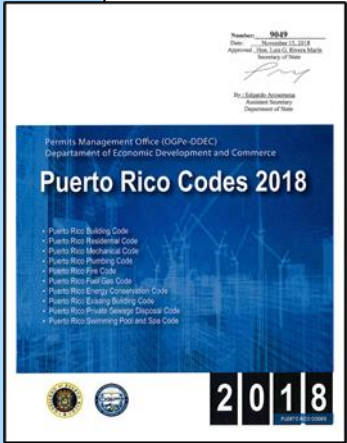 Number: 9049
Date: November 15, 2018
Approved: Hon. Luis G. Rivera Marín
Secretary of State
By: Eduardo Arosemena
Assistant Secretary
Department of State
Permits Management Office (OGPe-DDEC)
Departament of Economic Development and Commerce
Puerto Rico Codes 2018
• Puerto Rico Building Code
• Puerto Rico Residential Code
• Puerto Rico Mechanical Code
• Puerto Rico Plumbing Code
• Puerto Rico Fire Code
• Puerto Rico Fuel Gas Code
• Puerto Rico Energy Conservation Code
• Puerto Rico Existing Building Code
• Puerto Rico Private Sewage Disposal Code
• Puerto Rico Swimming Pool and Spa Code
2018
PUERTO RICO CODES